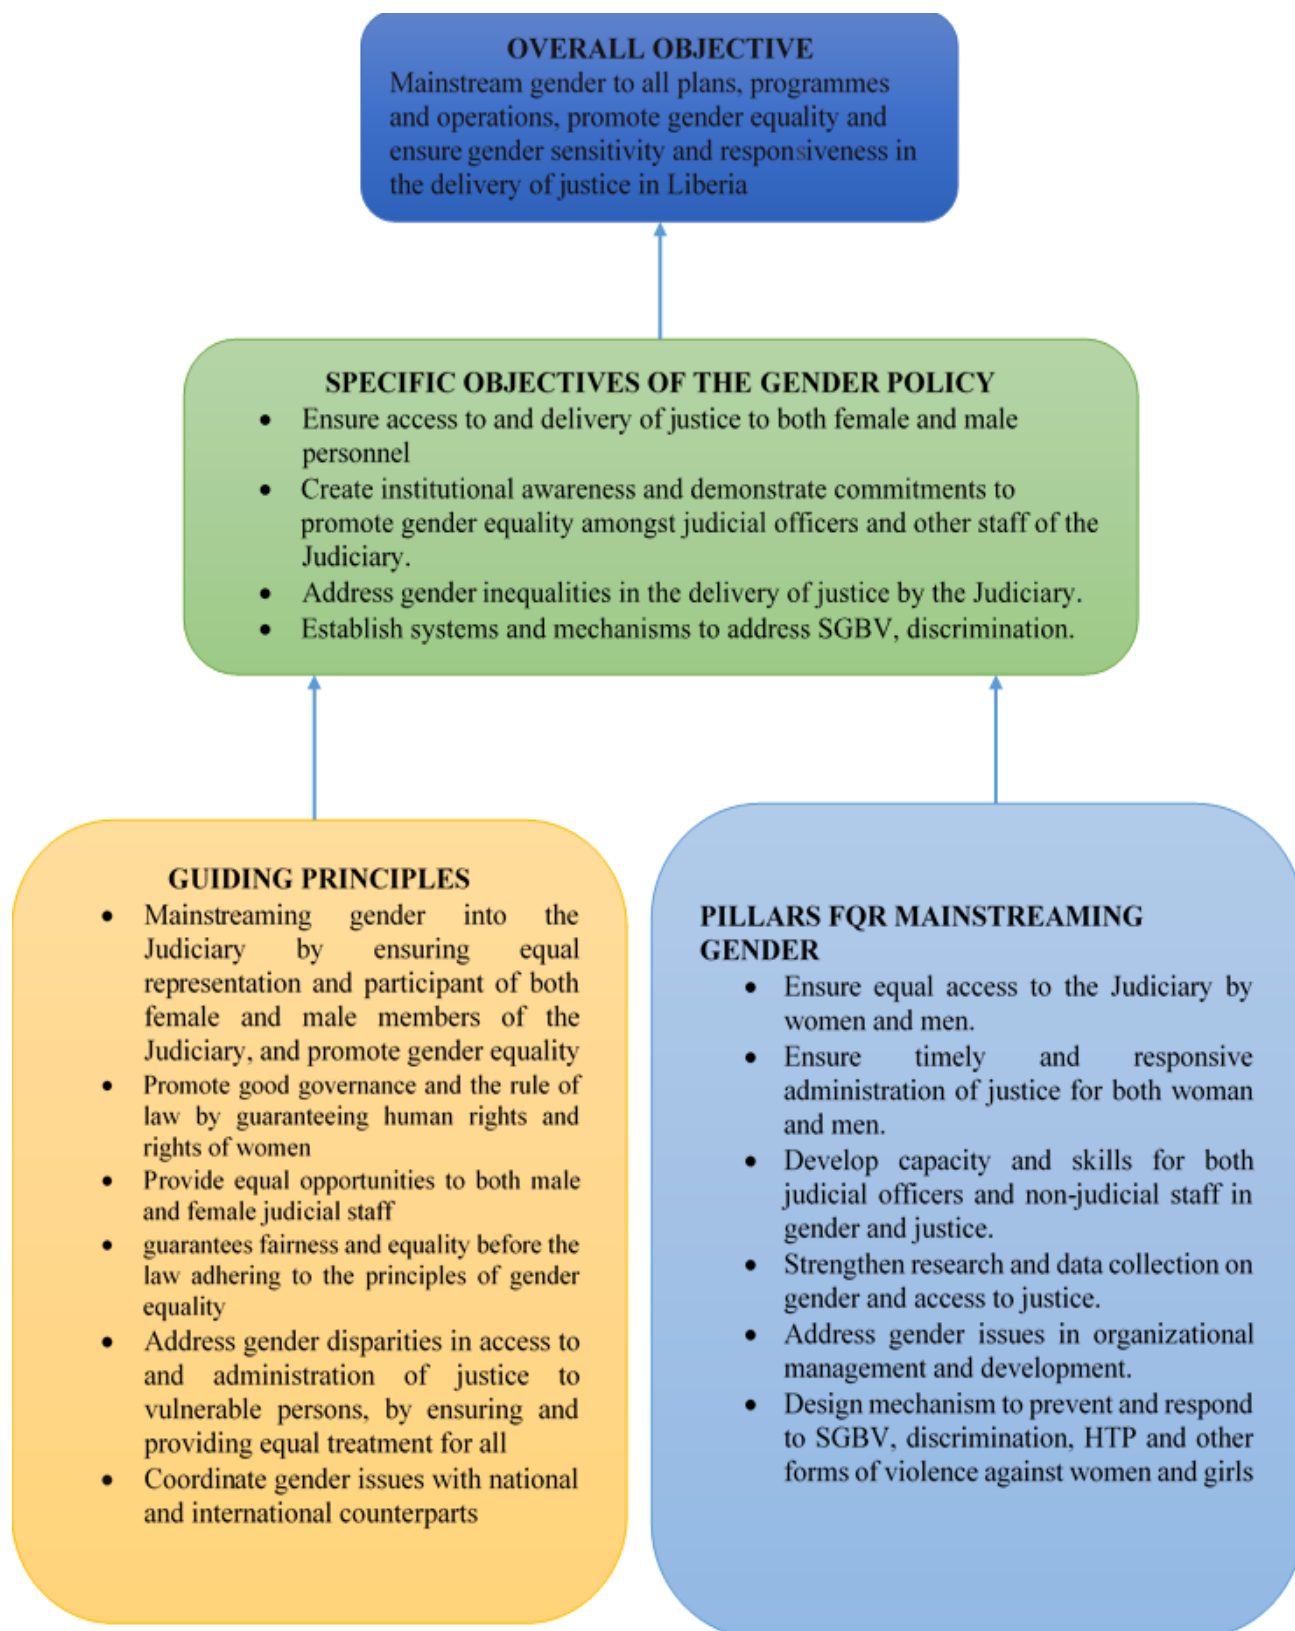 OVERALL OBJECTIVE
Mainstream gender to all plans, programmes
and operations, promote gender equality and
ensure gender sensitivity and responsiveness in
the delivery of justice in Liberia
SPECIFIC OBJECTIVES OF THE GENDER POLICY
• Ensure access to and delivery of justice to both female and male
personnel
• Create institutional awareness and demonstrate commitments to
promote gender equality amongst judicial officers and other staff of the
Judiciary.
• Address gender inequalities in the delivery of justice by the Judiciary.
• Establish systems and mechanisms to address SGBV, discrimination.
GUIDING PRINCIPLES
• Mainstreaming gender into the
Judiciary by ensuring equal
representation and participant of both
female and male members of the
Judiciary, and promote gender equality
• Promote good governance and the rule of
law by guaranteeing human rights and
rights of women
• Provide equal opportunities to both male
and female judicial staff
• guarantees fairness and equality before the
law adhering to the principles of gender
equality
• Address gender disparities in access to
and administration of justice to
vulnerable persons, by ensuring and
providing equal treatment for all
• Coordinate gender issues with national
and international counterparts
PILLARS FQR MAINSTREAMING
GENDER
• Ensure equal access to the Judiciary by
women and men.
• Ensure timely and responsive
administration of justice for both woman
and men.
• Develop capacity and skills for both
judicial officers and non-judicial staff in
gender and justice.
• Strengthen research and data collection on
gender and access to justice.
• Address gender issues in organizational
management and development.
• Design mechanism to prevent and respond
to SGBV, discrimination, HTP and other
forms of violence against women and girls